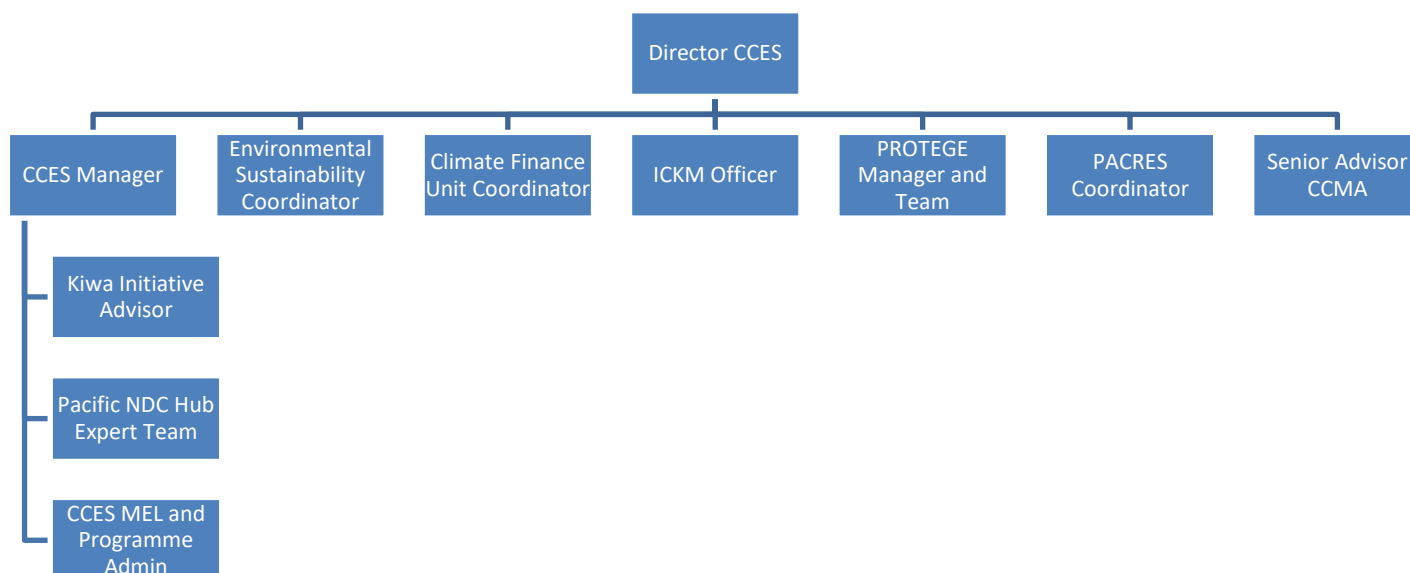 Director CCES
CCES Manager
Environmental
Sustainability
Coordinator
Climate Finance
Unit Coordinator
ICKM Officer
PROTEGE
Manager and
Team
PACRES
Coordinator
Senior Advisor
CCMA
Kiwa Initiative
Advisor
Pacific NDC Hub
Expert Team
CCES MEL and
Programme
Admin